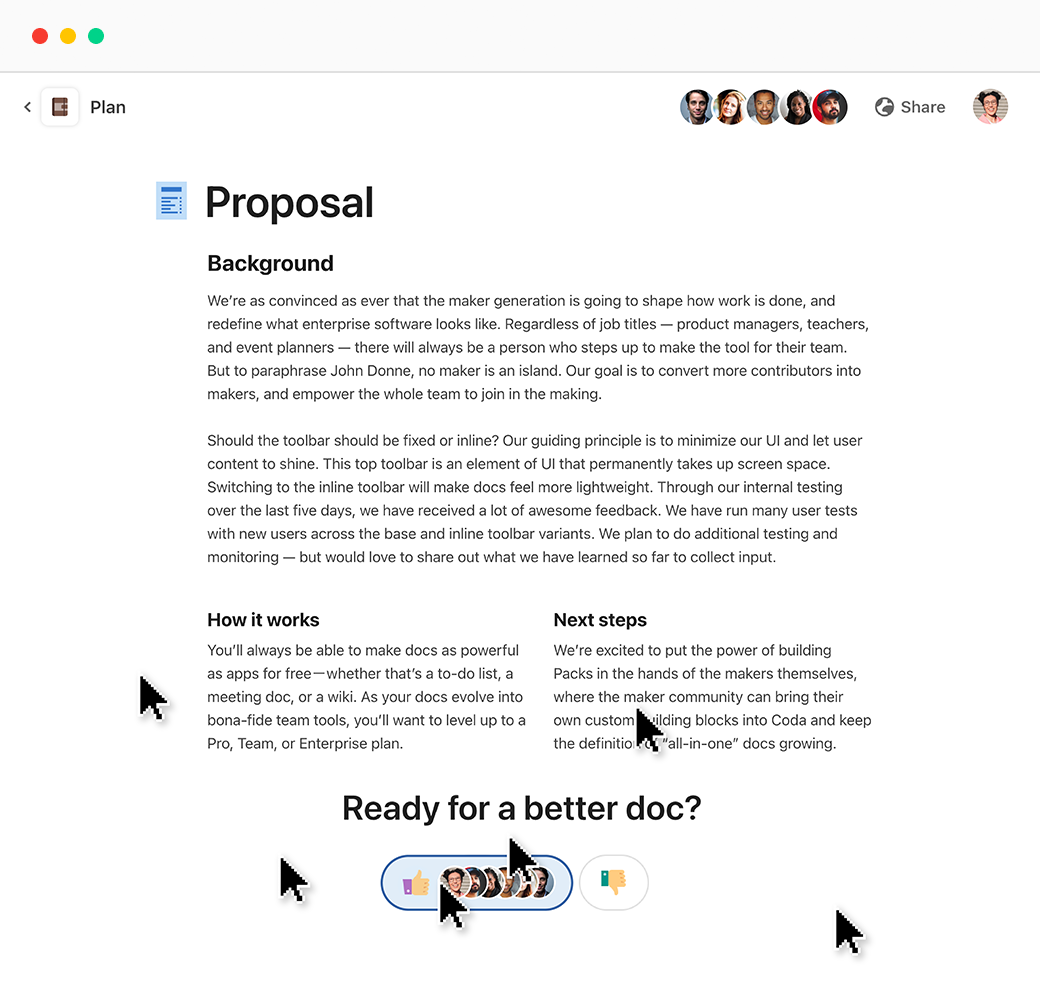 Plan
Share
Proposal
Background
We’re as convinced as ever that the maker generation is going to shape how work is done, and
redefine what enterprise software looks like. Regardless of job titles — product managers, teachers,
and event planners — there will always be a person who steps up to make the tool for their team.
But to paraphrase John Donne, no maker is an island. Our goal is to convert more contributors into
makers, and empower the whole team to join in the making.
Should the toolbar should be fixed or inline? Our guiding principle is to minimize our UI and let user
content to shine. This top toolbar is an element of UI that permanently takes up screen space.
Switching to the inline toolbar will make docs feel more lightweight. Through our internal testing
over the last five days, we have received a lot of awesome feedback. We have run many user tests
with new users across the base and inline toolbar variants. We plan to do additional testing and
monitoring — but would love to share out what we have learned so far to collect input.
How it works
You’ll always be able to make docs as powerful
as apps for free—whether that’s a to-do list, a
meeting doc, or a wiki. As your docs evolve into
bona-fide team tools, you’ll want to level up to a
Pro, Team, or Enterprise plan.
Next steps
We’re excited to put the power of building
Packs in the hands of the makers themselves,
where the maker community can bring their
own custom building blocks into Coda and keep
the definition of “all-in-one” docs growing.
Ready for a better doc?